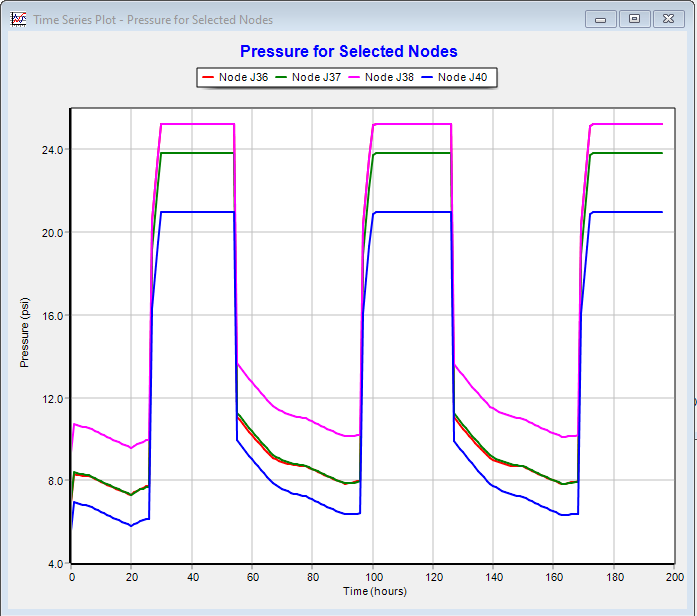 Time Series Plot - Pressure for Selected Nodes
Pressure for Selected Nodes
Node J36 Node J37 Node J38 Node J40
Pressure (psi)
24.0
20.0
16.0
12.0
8.0
4.0
0 20 40 60 80 100 120 140 160 180 200
Time (hours)